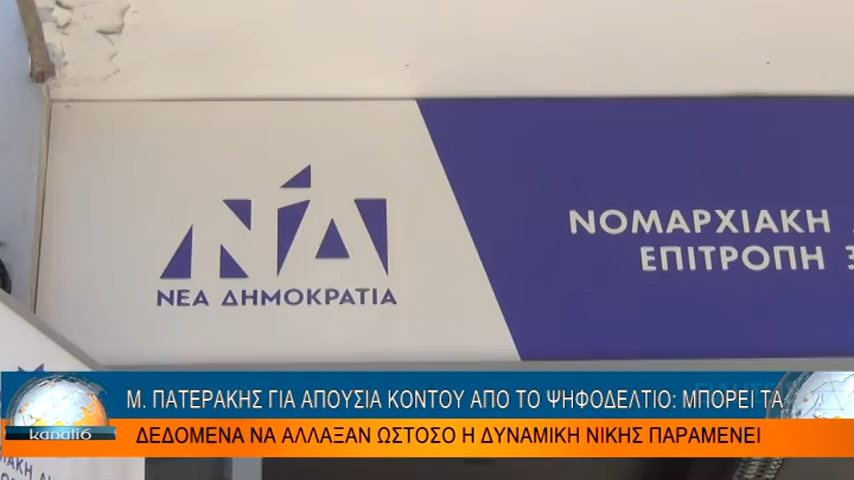 ΝΔ
ΝΕΑ ΔΗΜΟΚΡΑΤΙΑ
ΝΟΜΑΡΧΙΑΚΗ
ΕΠΙΤΡΟΠΗ
Μ. ΠΑΤΕΡΑΚΗΣ ΓΙΑ ΑΠΟΥΣΙΑ ΚΟΝΤΟΥ ΑΠΟ ΤΟ ΨΗΦΟΔΕΛΤΙΟ: ΜΠΟΡΕΙ ΤΑ
kanali6
ΔΕΔΟΜΕΝΑ ΝΑ ΑΛΛΑΞΑΝ ΩΣΤΟΣΟ Η ΔΥΝΑΜΙΚΗ ΝΙΚΗΣ ΠΑΡΑΜΕΝΕΙ